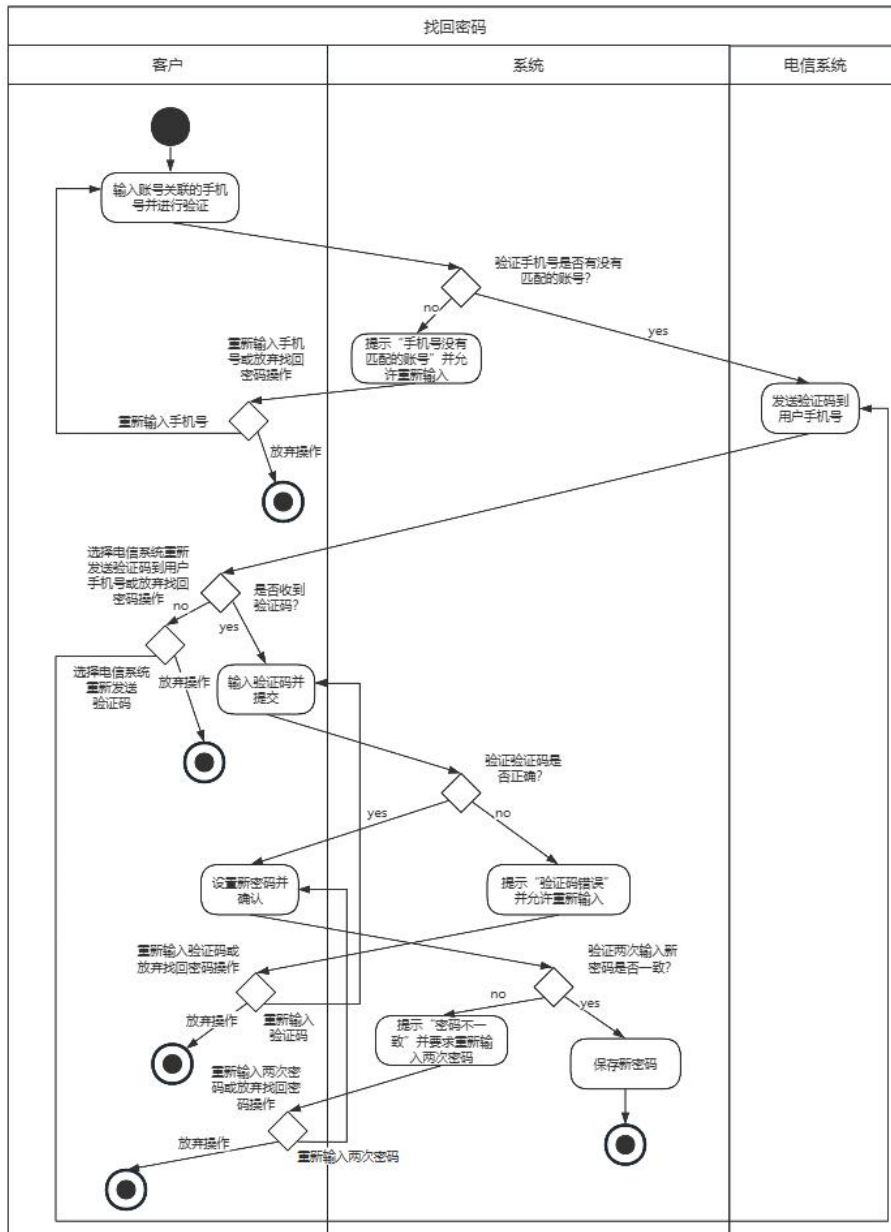 找回密码
客户
系统
电信系统
输入账号关联的手机
号并进行验证
验证手机号是否有没有
匹配的账号?
no
yes
重新输入手机
号或放弃找回
密码操作
提示“手机号没有
匹配的账号”并允
许重新输入
发送验证码到
用户手机号
重新输入手机号
放弃操作
选择电信系统重新
发送验证码到用户
手机号或放弃找回
密码操作
是否收到
验证码?
no
yes
选择电信系统
重新发送
验证码
放弃操作
输入验证码并
提交
验证验证码是
否正确?
yes
no
设置新密码并
确认
提示“验证码错误”
并允许重新输入
重新输入验证码或
放弃找回密码操作
验证两次输入新
密码是否一致?
no
yes
放弃操作
重新输入
验证码
提示“密码不一
致”并要求重新输
入两次密码
保存新密码
重新输入两次密
码或放弃找回密
码操作
放弃操作
重新输入两次密码